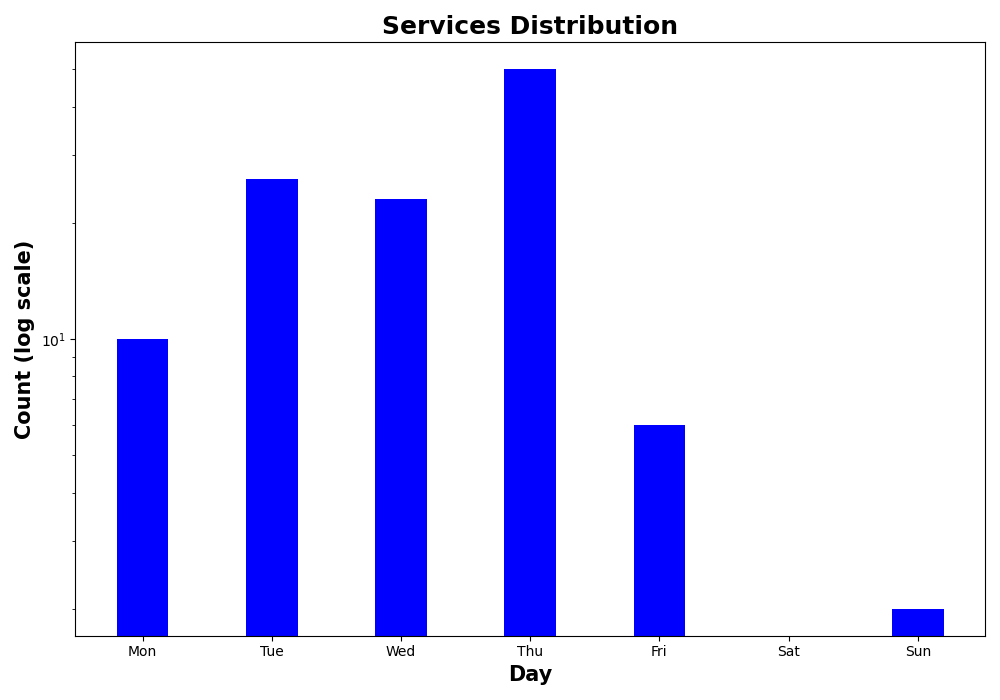 Services Distribution
Count (log scale)
10¹
Mon Tue Wed Thu Fri Sat Sun
Day